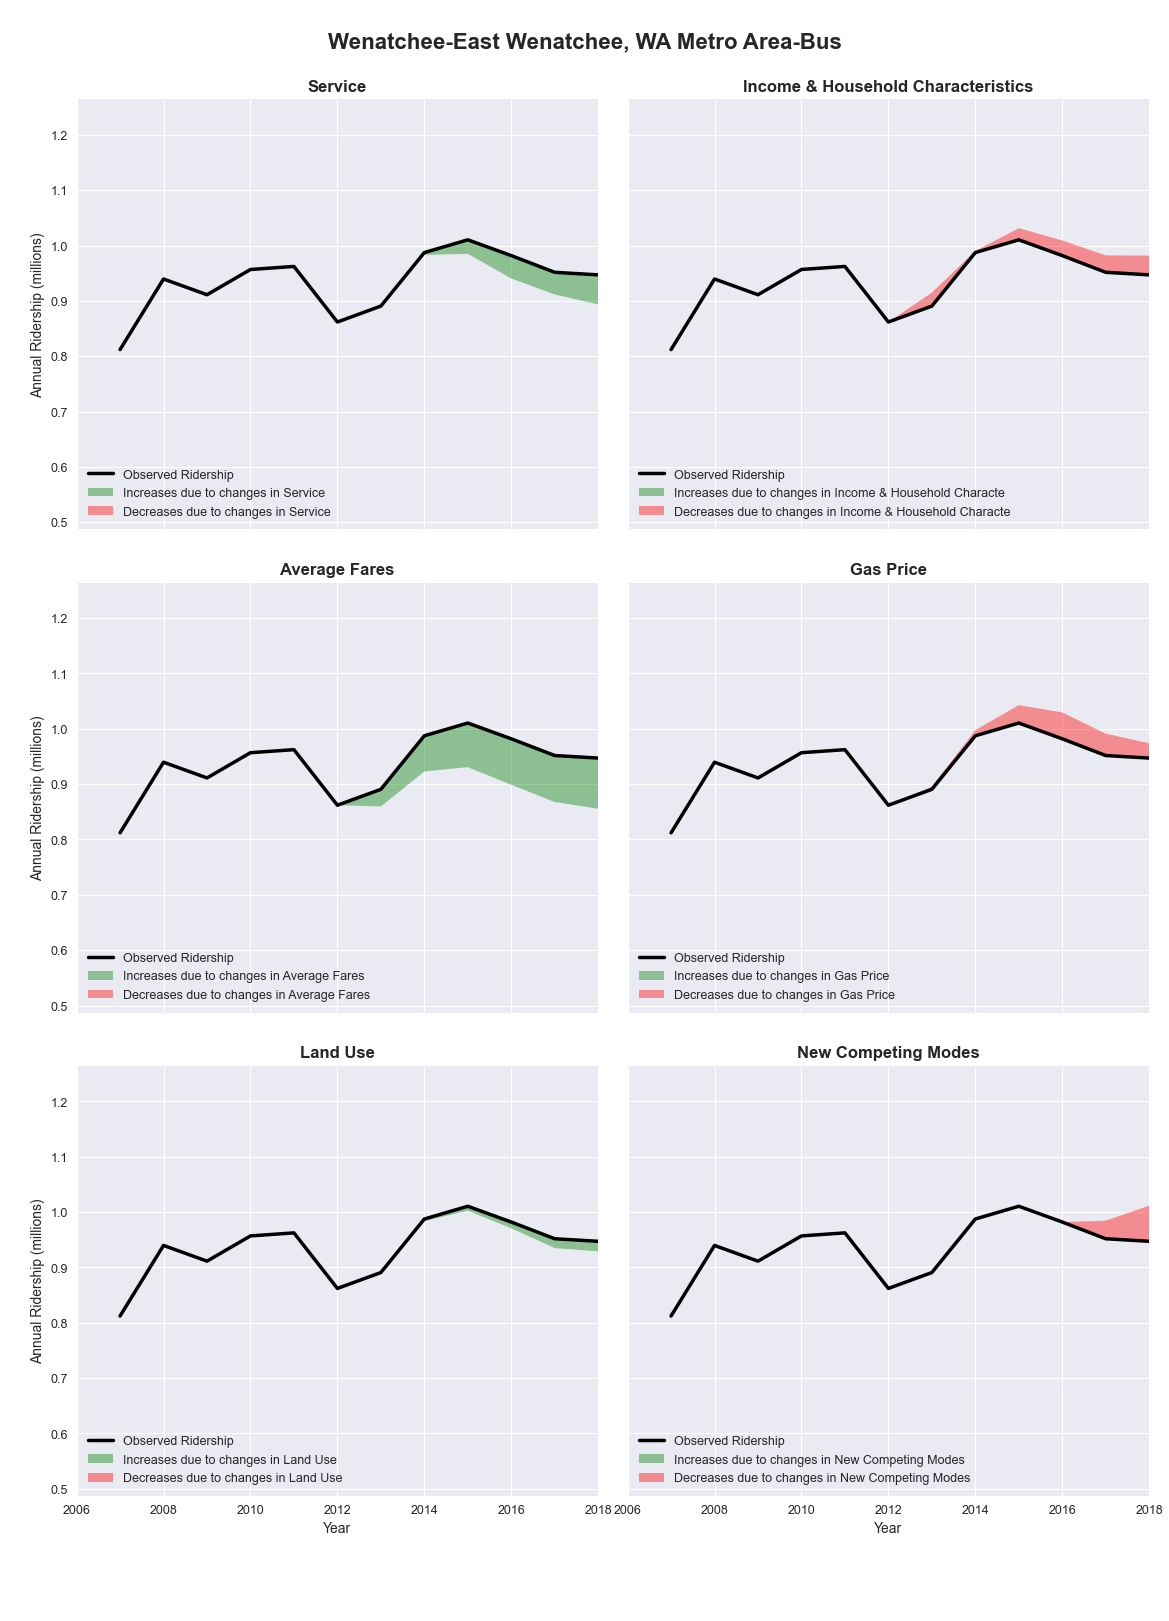 Wenatchee-East Wenatchee, WA Metro Area-Bus
Service
Income & Household Characteristics
1.2
1.1
1.0
0.9
0.8
0.7
0.6
0.5
Annual Ridership (millions)
Observed Ridership
Increases due to changes in Service
Decreases due to changes in Service
Observed Ridership
Increases due to changes in Income & Household Characte
Decreases due to changes in Income & Household Characte
Average Fares
Gas Price
1.2
1.1
1.0
0.9
0.8
0.7
0.6
0.5
Annual Ridership (millions)
Observed Ridership
Increases due to changes in Average Fares
Decreases due to changes in Average Fares
Observed Ridership
Increases due to changes in Gas Price
Decreases due to changes in Gas Price
Land Use
New Competing Modes
1.2
1.1
1.0
0.9
0.8
0.7
0.6
0.5
Annual Ridership (millions)
Observed Ridership
Increases due to changes in Land Use
Decreases due to changes in Land Use
Observed Ridership
Increases due to changes in New Competing Modes
Decreases due to changes in New Competing Modes
2006 2008 2010 2012 2014 2016 2018
2006 2008 2010 2012 2014 2016 2018
Year
Year